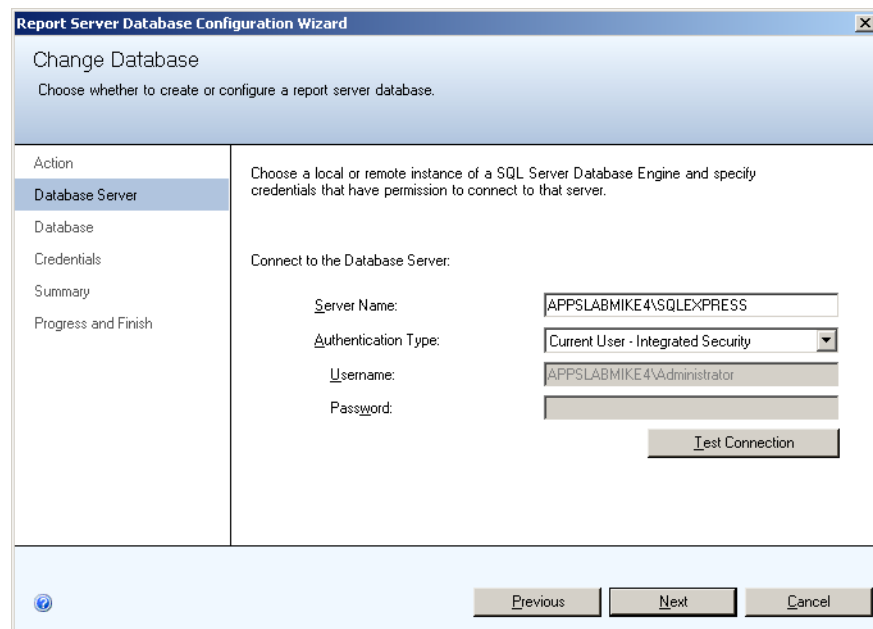 Report Server Database Configuration Wizard
Change Database
Choose whether to create or configure a report server database.
Action
Database Server
Database
Credentials
Summary
Progress and Finish
Choose a local or remote instance of a SQL Server Database Engine and specify
credentials that have permission to connect to that server.
Connect to the Database Server:
Server Name:
APPSLABMIKE4\SQLEXPRESS
Authentication Type:
Current User - Integrated Security
Username:
APPSLABMIKE4\Administrator
Password:
Test Connection
Previous
Next
Cancel